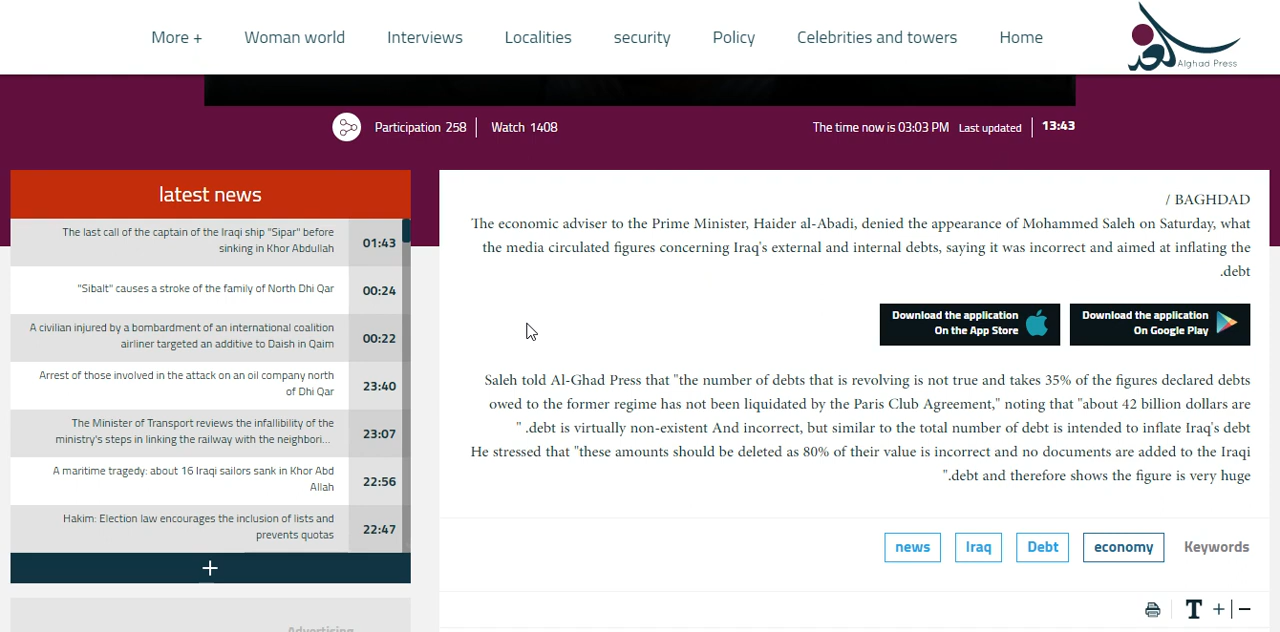 More +
Woman world
Interviews
Localities
security
Policy
Celebrities and towers
Home
Alghad Press
Participation 258
Watch 1408
The time now is 03:03 PM Last updated
13:43
latest news
The last call of the captain of the Iraqi ship "Sipar" before
sinking in Khor Abdullah
01:43
"Sibalt" causes a stroke of the family of North Dhi Qar
00:24
A civilian injured by a bombardment of an international coalition
airliner targeted an additive to Daish in Qaim
00:22
Arrest of those involved in the attack on an oil company north
of Dhi Qar
23:40
The Minister of Transport reviews the infallibility of the
ministry's steps in linking the railway with the neighbori...
23:07
A maritime tragedy: about 16 Iraqi sailors sank in Khor Abd
Allah
22:56
Hakim: Election law encourages the inclusion of lists and
prevents quotas
22:47
+
Advertising
/ BAGHDAD
The economic adviser to the Prime Minister, Haider al-Abadi, denied the appearance of Mohammed Saleh on Saturday, what
the media circulated figures concerning Iraq's external and internal debts, saying it was incorrect and aimed at inflating the
.debt
Download the application
On the App Store
Download the application
On Google Play
Saleh told Al-Ghad Press that "the number of debts that is revolving is not true and takes 35% of the figures declared debts
owed to the former regime has not been liquidated by the Paris Club Agreement," noting that "about 42 billion dollars are
" .debt is virtually non-existent And incorrect, but similar to the total number of debt is intended to inflate Iraq's debt
He stressed that "these amounts should be deleted as 80% of their value is incorrect and no documents are added to the Iraqi
".debt and therefore shows the figure is very huge
news
Iraq
Debt
economy
Keywords
T + | −